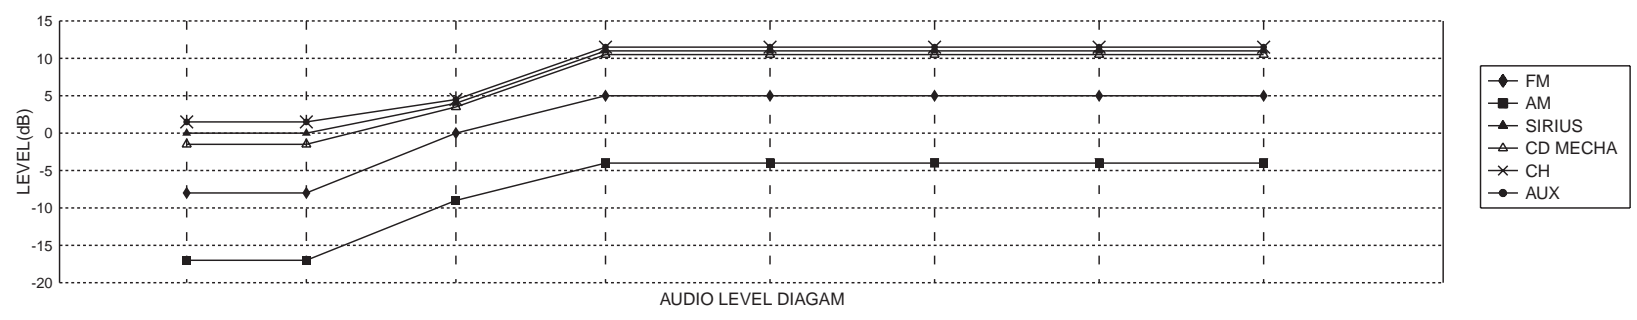 15
10
5
0
-5
-10
-15
-20
LEVEL(dB)
AUDIO LEVEL DIAGAM
FM
AM
SIRIUS
CD MECHA
CH
AUX